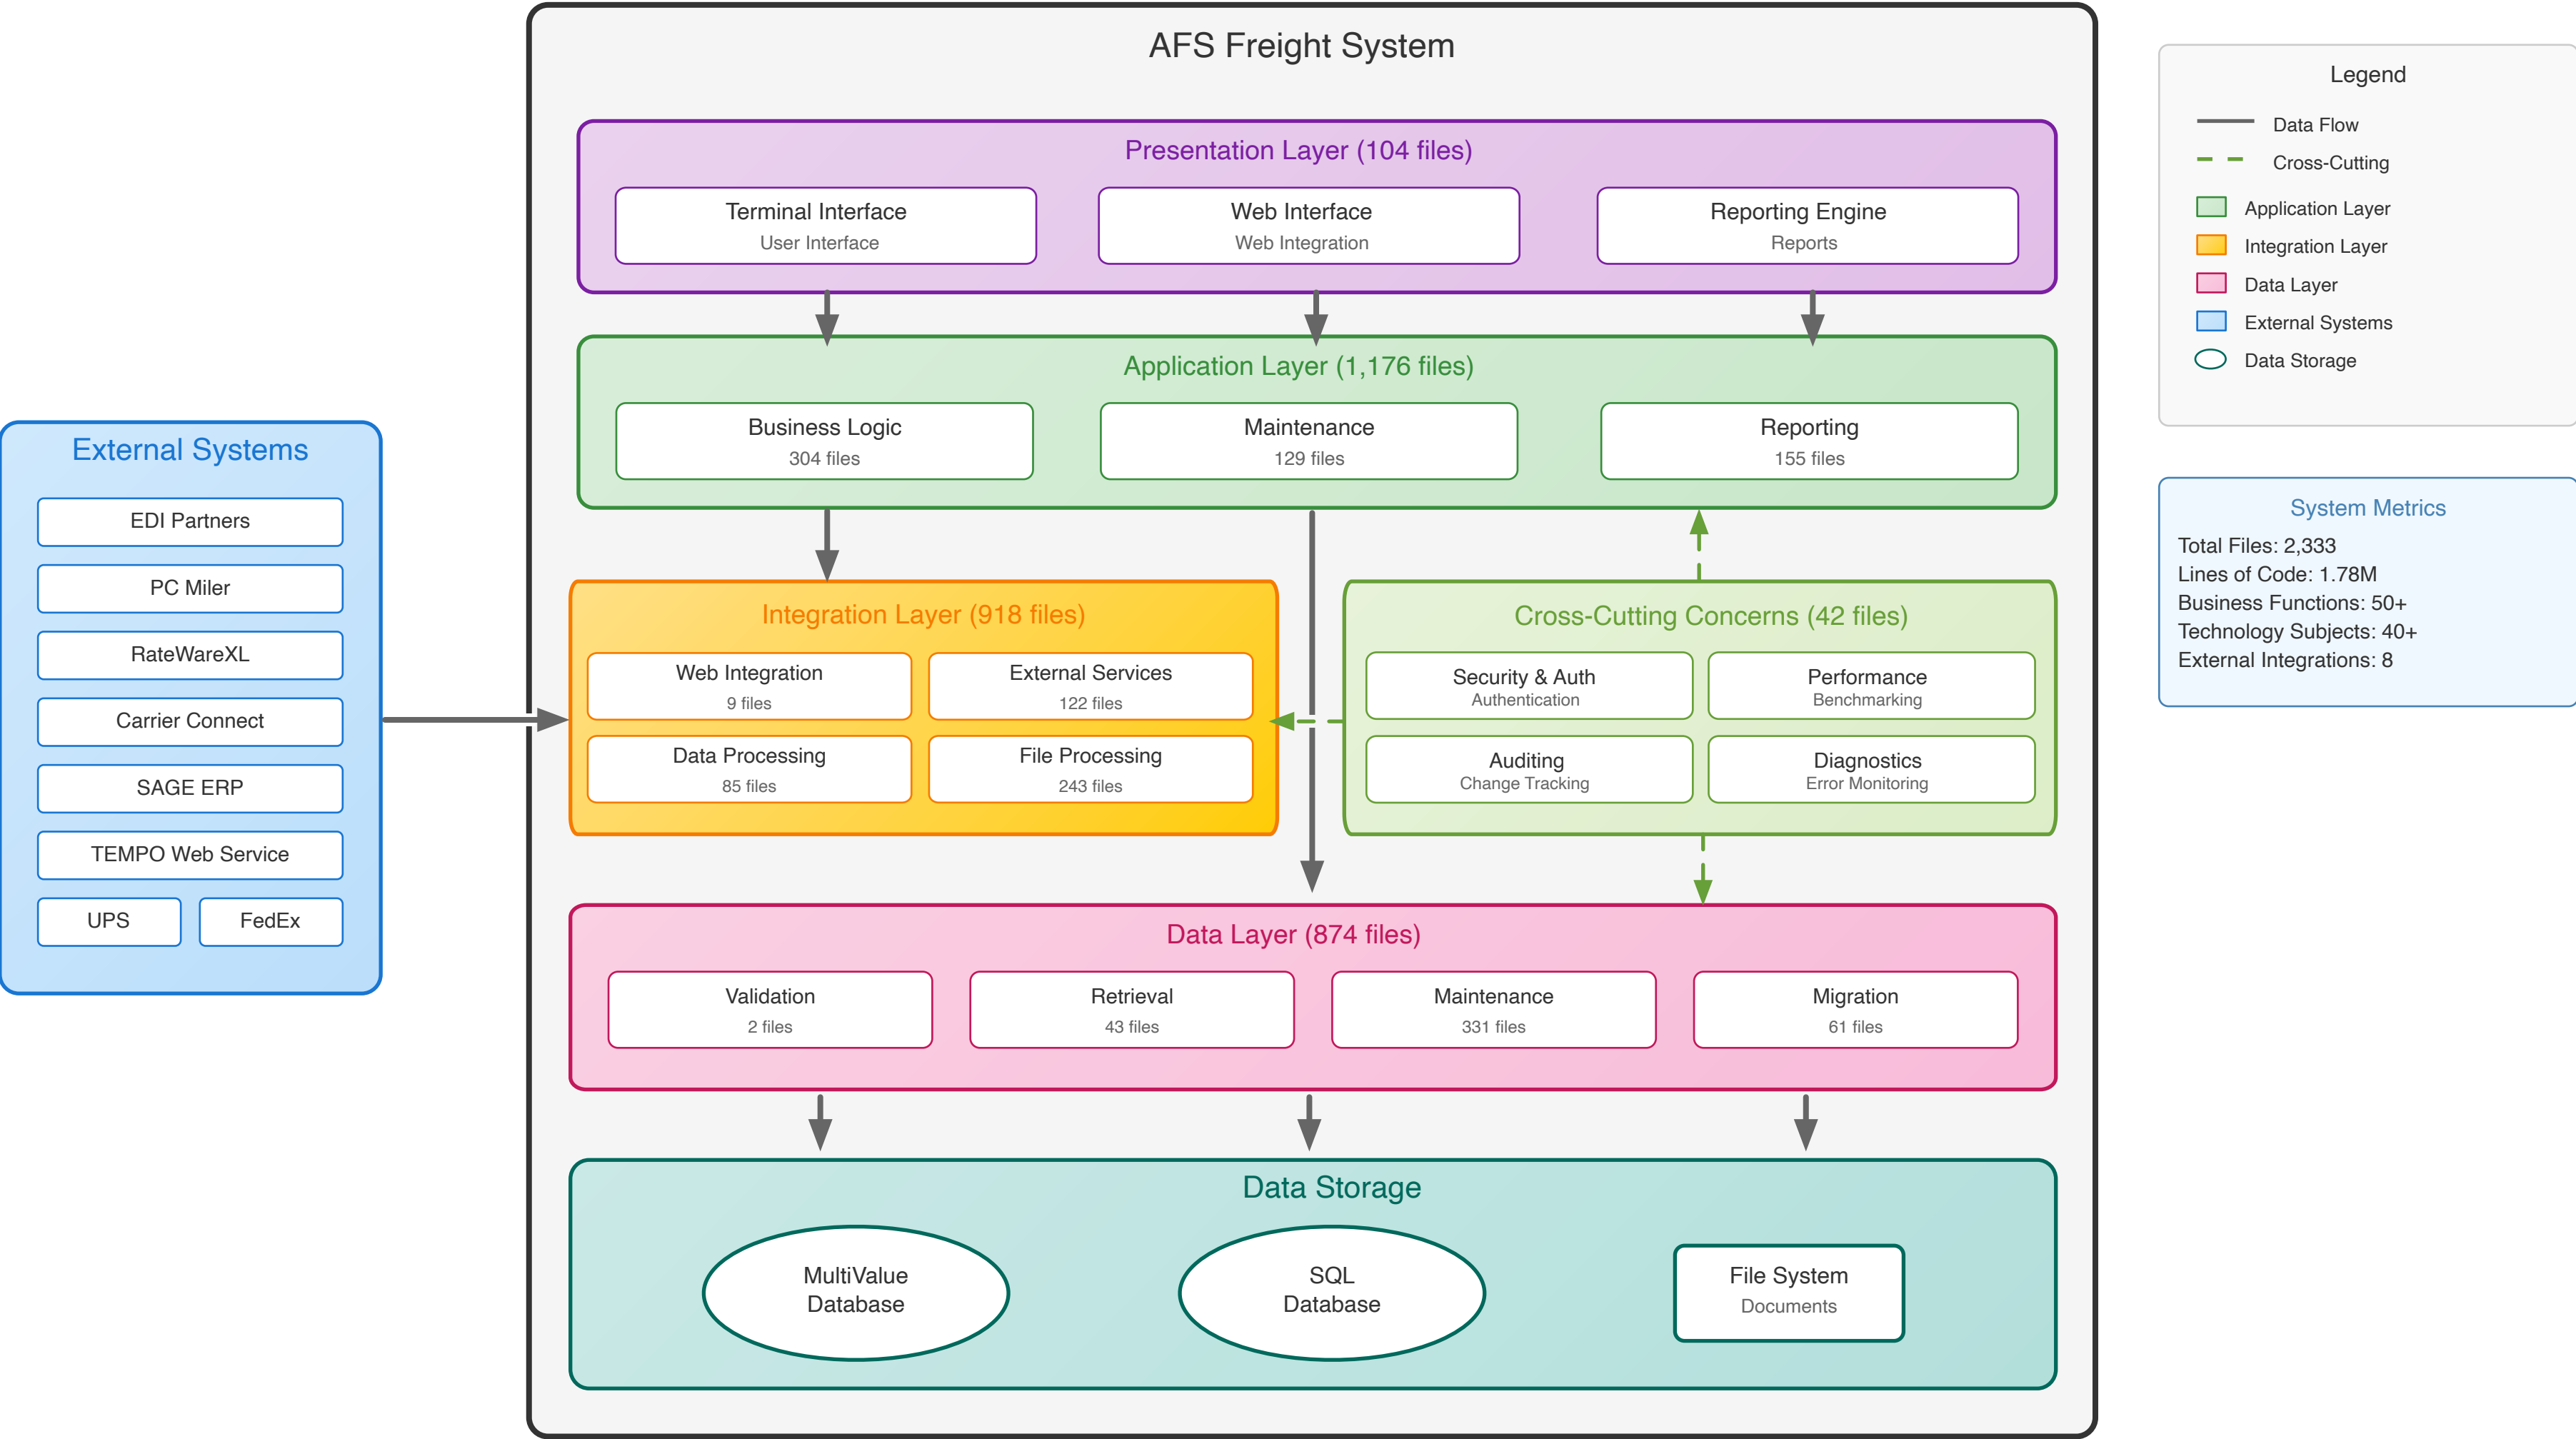 AFS Freight System
Presentation Layer (104 files)
Terminal Interface
User Interface
Web Interface
Web Integration
Reporting Engine
Reports
Application Layer (1,176 files)
Business Logic
304 files
Maintenance
129 files
Reporting
155 files
External Systems
EDI Partners
PC Miler
RateWareXL
Carrier Connect
SAGE ERP
TEMPO Web Service
UPS
FedEx
Integration Layer (918 files)
Web Integration
9 files
External Services
122 files
Data Processing
85 files
File Processing
243 files
Cross-Cutting Concerns (42 files)
Security & Auth
Authentication
Performance
Benchmarking
Auditing
Change Tracking
Diagnostics
Error Monitoring
Data Layer (874 files)
Validation
2 files
Retrieval
43 files
Maintenance
331 files
Migration
61 files
Data Storage
MultiValue
Database
SQL
Database
File System
Documents
Legend
Data Flow
Cross-Cutting
Application Layer
Integration Layer
Data Layer
External Systems
Data Storage
System Metrics
Total Files: 2,333
Lines of Code: 1.78M
Business Functions: 50+
Technology Subjects: 40+
External Integrations: 8